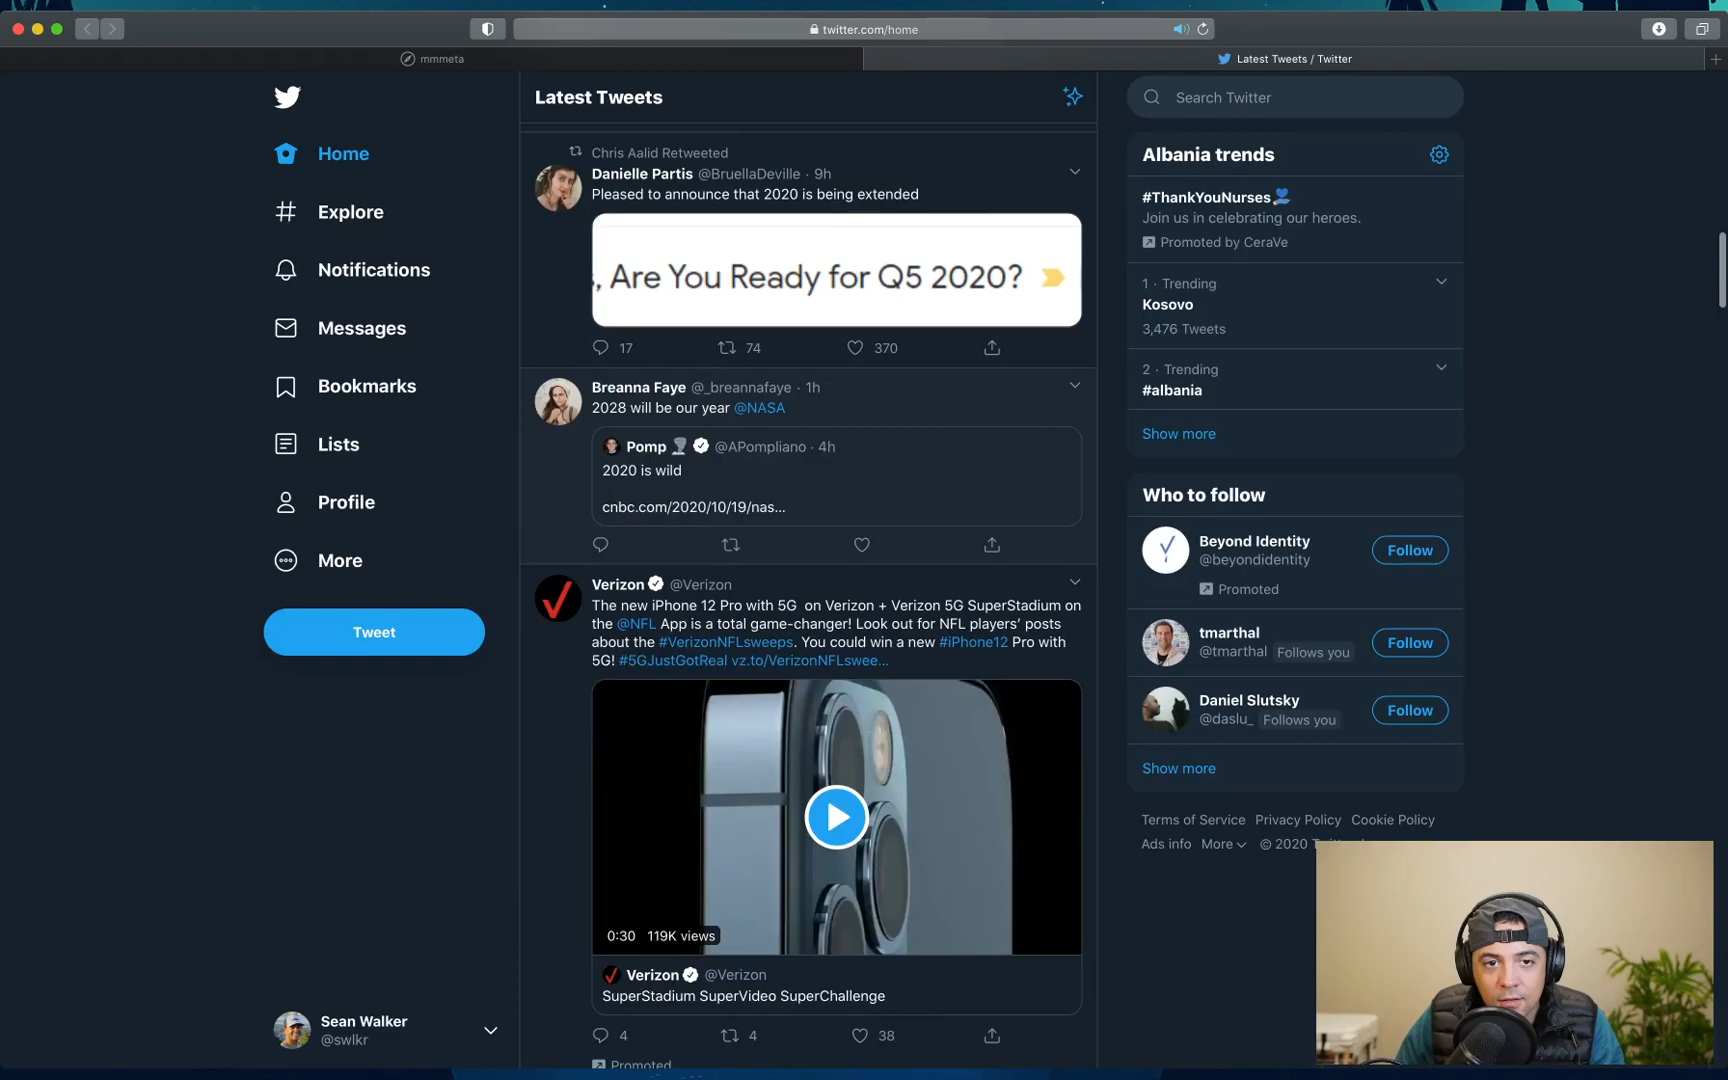 twitter.com/home
mmmeta
Latest Tweets / Twitter
Home
Explore
Notifications
Messages
Bookmarks
Lists
Profile
More
Tweet
Sean Walker
@swlkr
Latest Tweets
Chris Aalid Retweeted
Danielle Partis @BruellaDeville · 9h
Pleased to announce that 2020 is being extended
, Are You Ready for Q5 2020?
17 74 370
Breanna Faye @_breannafaye · 1h
2028 will be our year @NASA
Pomp @APompliano · 4h
2020 is wild
cnbc.com/2020/10/19/nas...
Verizon @Verizon
The new iPhone 12 Pro with 5G on Verizon + Verizon 5G SuperStadium on
the @NFL App is a total game-changer! Look out for NFL players’ posts
about the #VerizonNFLsweeps. You could win a new #iPhone12 Pro with
5G! #5GJustGotReal vz.to/VerizonNFLswee...
0:30 119K views
Verizon @Verizon
SuperStadium SuperVideo SuperChallenge
4 4 38
Promoted
Search Twitter
Albania trends
#ThankYouNurses
Join us in celebrating our heroes.
Promoted by CeraVe
1 · Trending
Kosovo
3,476 Tweets
2 · Trending
#albania
Show more
Who to follow
Beyond Identity
@beyondidentity
Follow
Promoted
tmarthal
@tmarthal Follows you
Follow
Daniel Slutsky
@daslu_ Follows you
Follow
Show more
Terms of Service Privacy Policy Cookie Policy
Ads info More © 2020